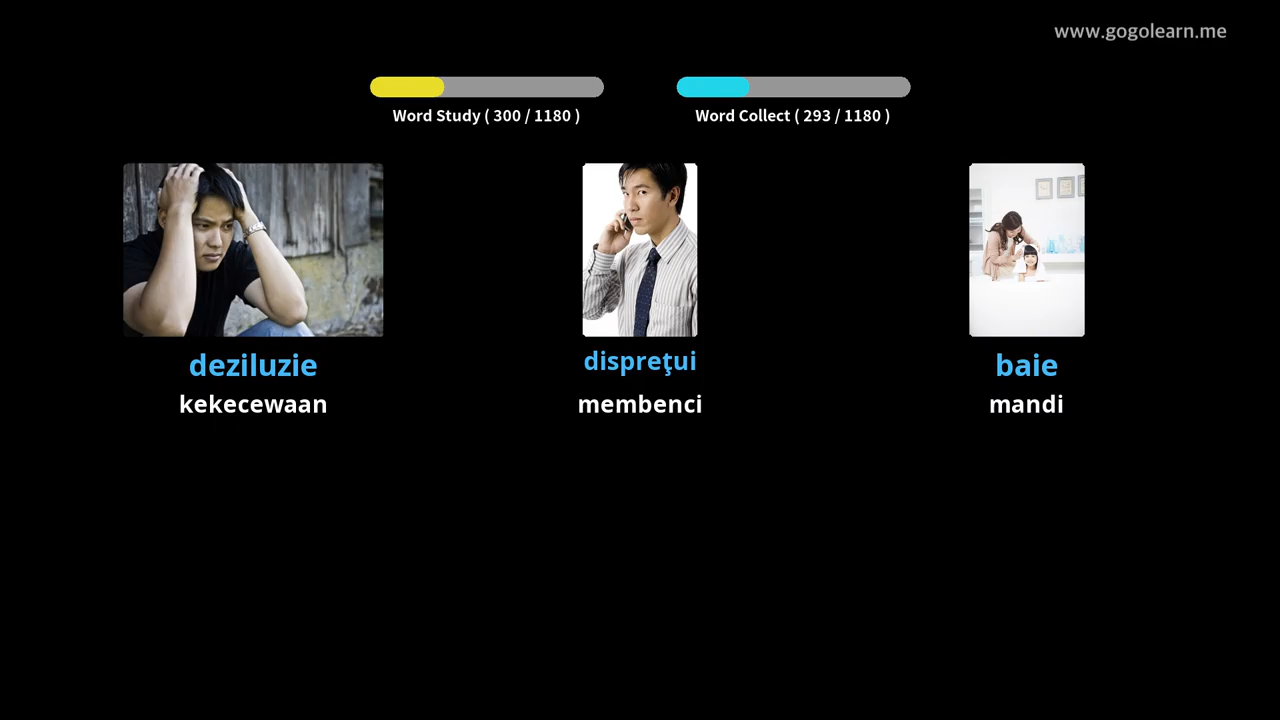 www.gogolearn.me
Word Study ( 300 / 1180 )
Word Collect ( 293 / 1180 )
deziluzie
kekecewaan
dispreţui
membenci
baie
mandi